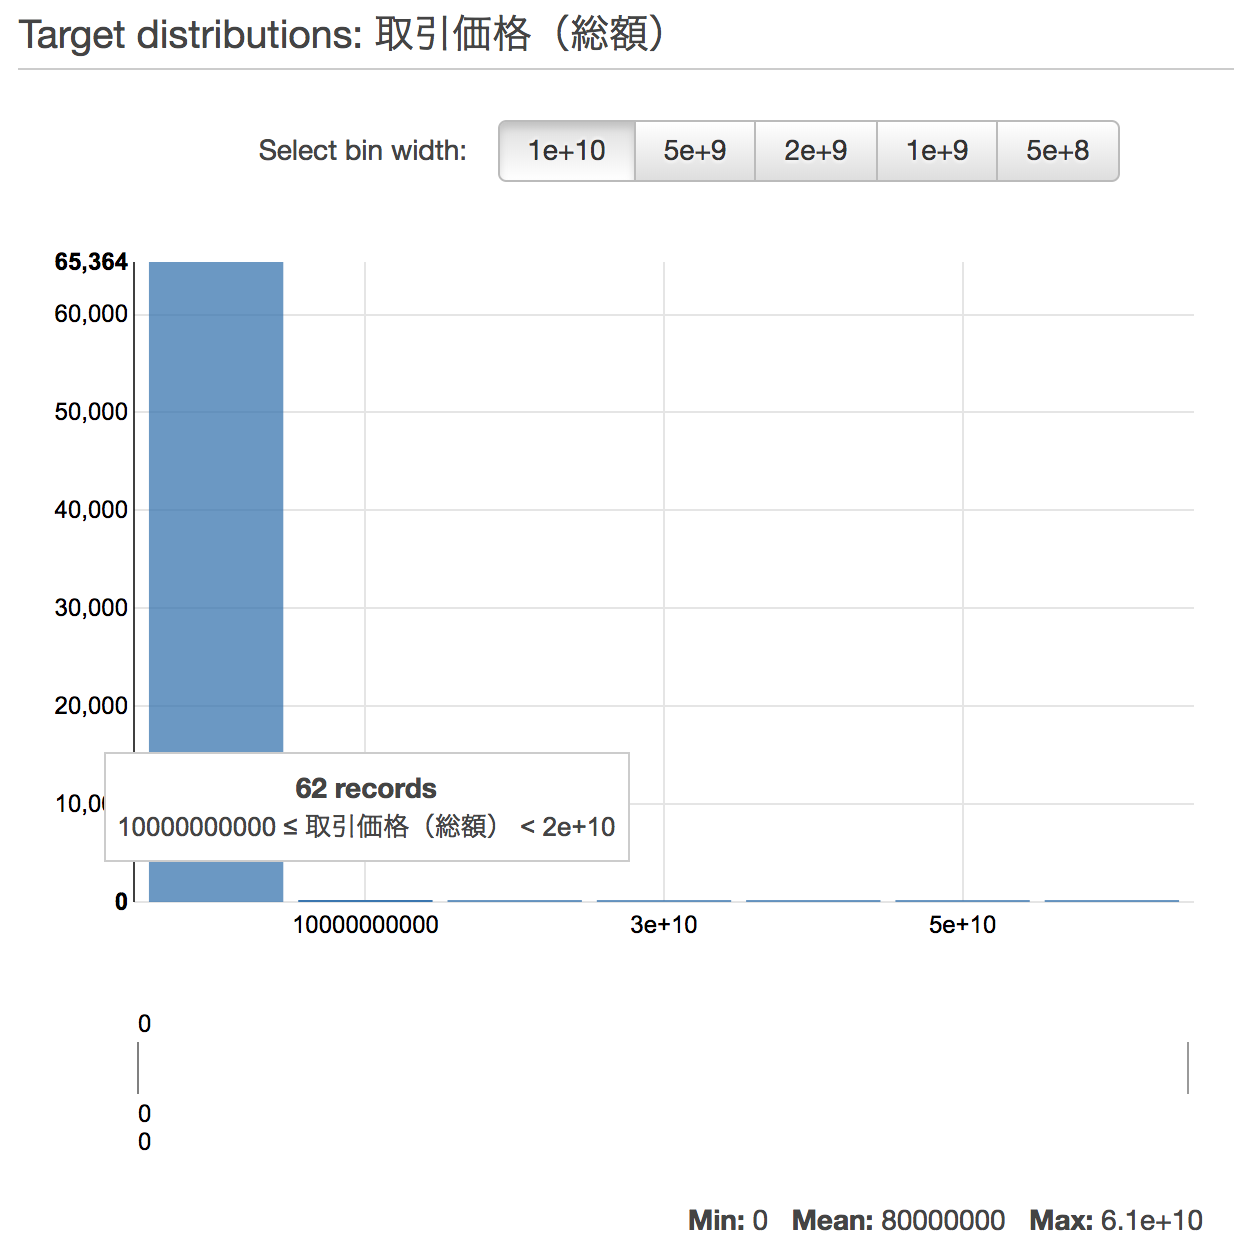 Target distributions: 取引価格（総額）
Select bin width: 1e+10 5e+9 2e+9 1e+9 5e+8
65,364
60,000
50,000
40,000
30,000
20,000
10,0
62 records
10000000000 ≤ 取引価格（総額） < 2e+10
0
10000000000 3e+10 5e+10
0
0
0
Min: 0 Mean: 80000000 Max: 6.1e+10